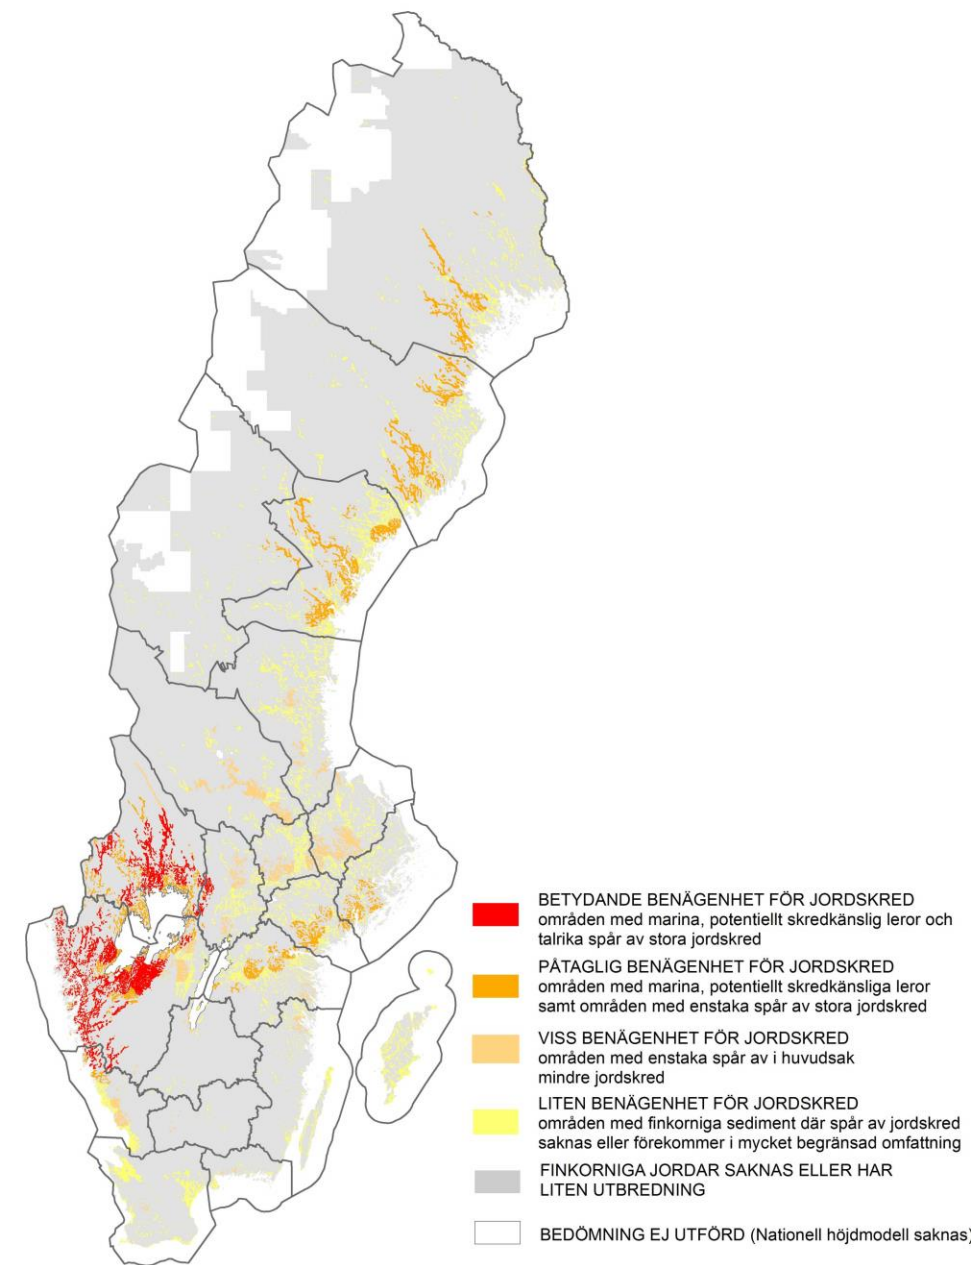 BETYDANDE BENÄGENHET FÖR JORDSKRED
områden med marina, potentiellt skredkänslig leror och
talrika spår av stora jordskred
PÅTAGLIG BENÄGENHET FÖR JORDSKRED
områden med marina, potentiellt skredkänsliga leror
samt områden med enstaka spår av stora jordskred
VISS BENÄGENHET FÖR JORDSKRED
områden med enstaka spår av i huvudsak
mindre jordskred
LITEN BENÄGENHET FÖR JORDSKRED
områden med finkorniga sediment där spår av jordskred
saknas eller förekommer i mycket begränsad omfattning
FINKORNIGA JORDAR SAKNAS ELLER HAR
LITEN UTBREDNING
BEDÖMNING EJ UTFÖRD (Nationell höjdmodell saknas)